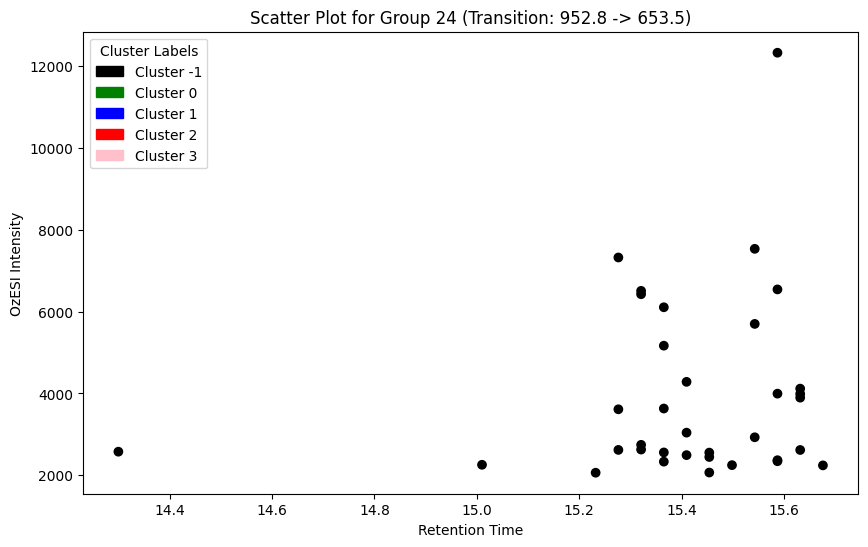 Scatter Plot for Group 24 (Transition: 952.8 -> 653.5)
Cluster Labels
Cluster -1
Cluster 0
Cluster 1
Cluster 2
Cluster 3
12000
10000
8000
6000
4000
2000
OzESI Intensity
14.4
14.6
14.8
15.0
15.2
15.4
15.6
Retention Time